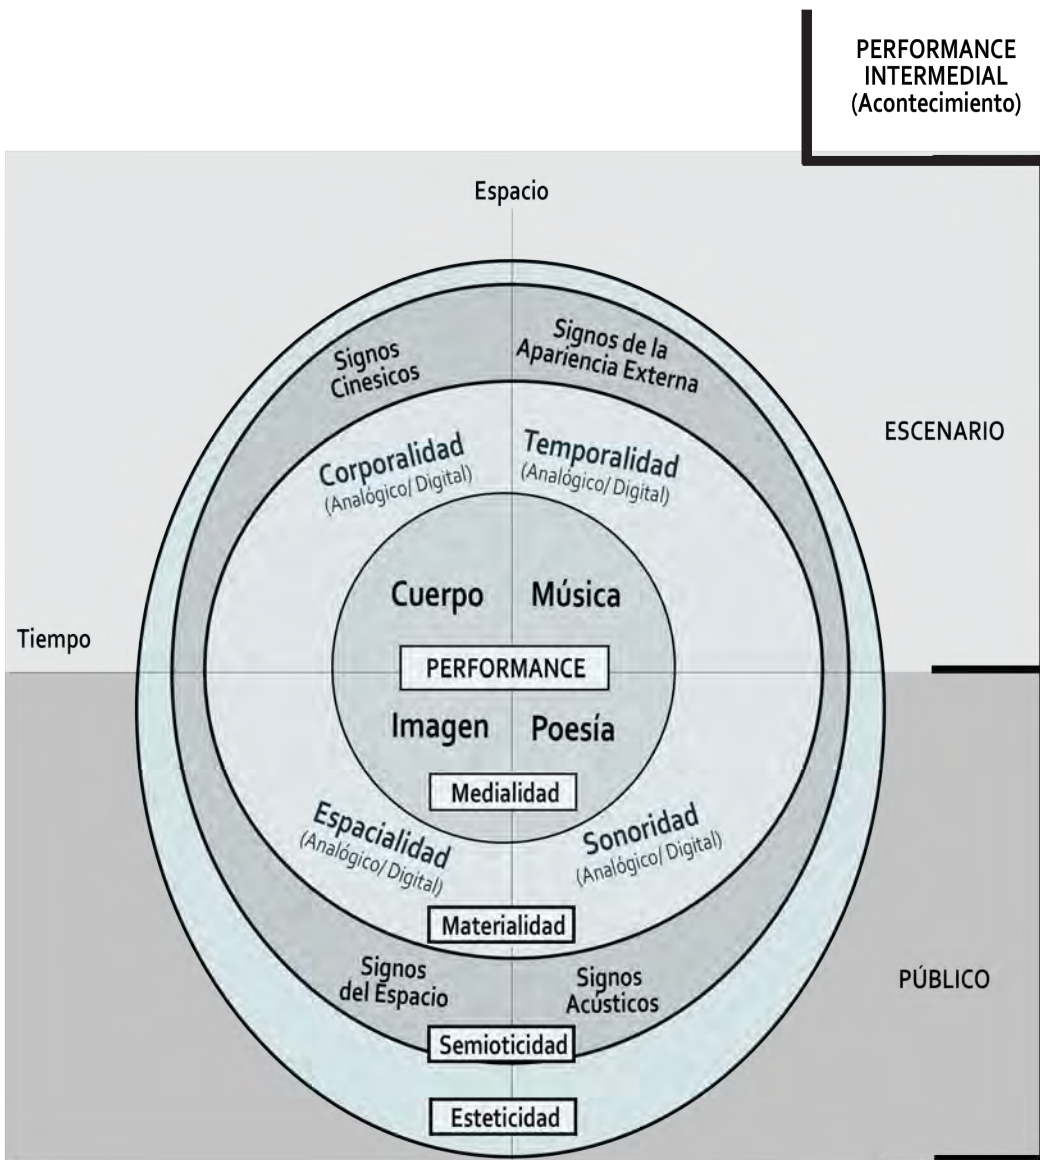 PERFORMANCE
INTERMEDIAL
(Acontecimiento)
Espacio
Signos
Cinesicos
Signos de la
Apariencia Externa
ESCENARIO
Corporalidad
(Analógico/ Digital)
Temporalidad
(Analógico/ Digital)
Cuerpo
Música
Tiempo
PERFORMANCE
Imagen
Poesía
Medialidad
Espacialidad
(Analógico/ Digital)
Sonoridad
(Analógico/ Digital)
Materialidad
Signos
del Espacio
Signos
Acústicos
PÚBLICO
Semioticidad
Esteticidad